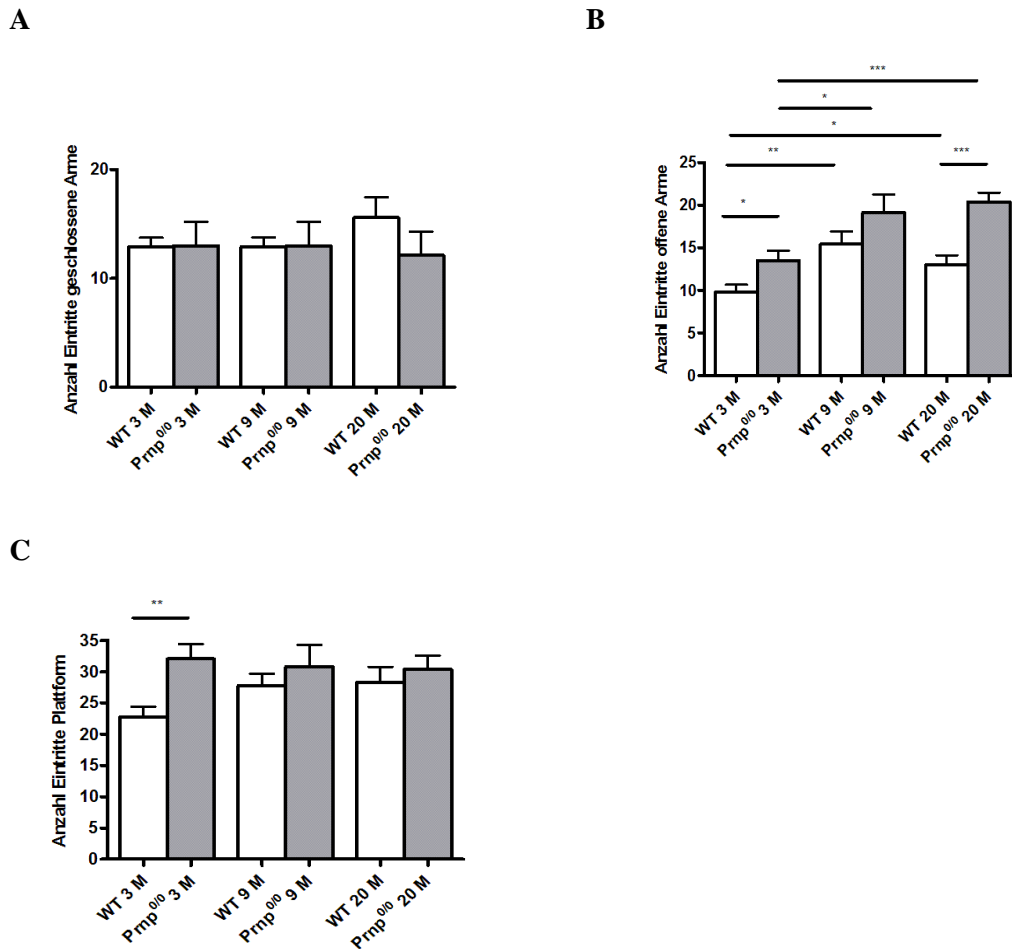 A
B
Anzahl Eintritte geschlossene Arme
20
10
0
WT 3 M
Prnp0/0 3 M
WT 9 M
Prnp0/0 9 M
WT 20 M
Prnp0/0 20 M
***
*
*
**
***
*
Anzahl Eintritte offene Arme
25
20
15
10
5
0
WT 3 M
Prnp0/0 3 M
WT 9 M
Prnp0/0 9 M
WT 20 M
Prnp0/0 20 M
C
**
Anzahl Eintritte Plattform
35
30
25
20
15
10
5
0
WT 3 M
Prnp0/0 3 M
WT 9 M
Prnp0/0 9 M
WT 20 M
Prnp0/0 20 M